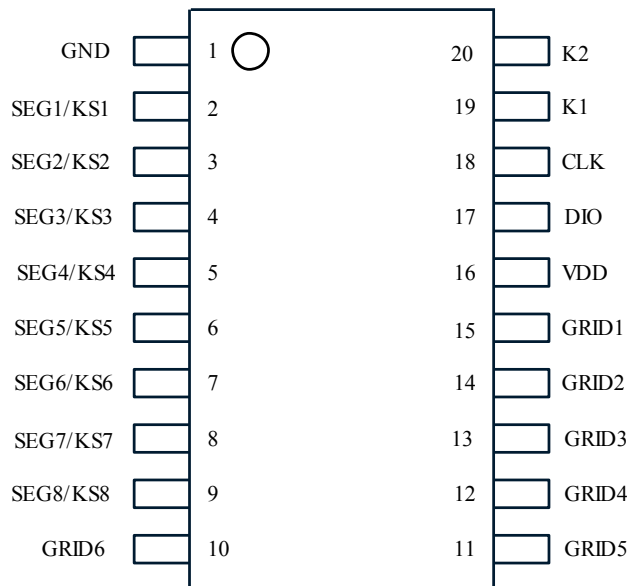 GND 1 20 K2
SEG1/KS1 2 19 K1
SEG2/KS2 3 18 CLK
SEG3/KS3 4 17 DIO
SEG4/KS4 5 16 VDD
SEG5/KS5 6 15 GRID1
SEG6/KS6 7 14 GRID2
SEG7/KS7 8 13 GRID3
SEG8/KS8 9 12 GRID4
GRID6 10 11 GRID5